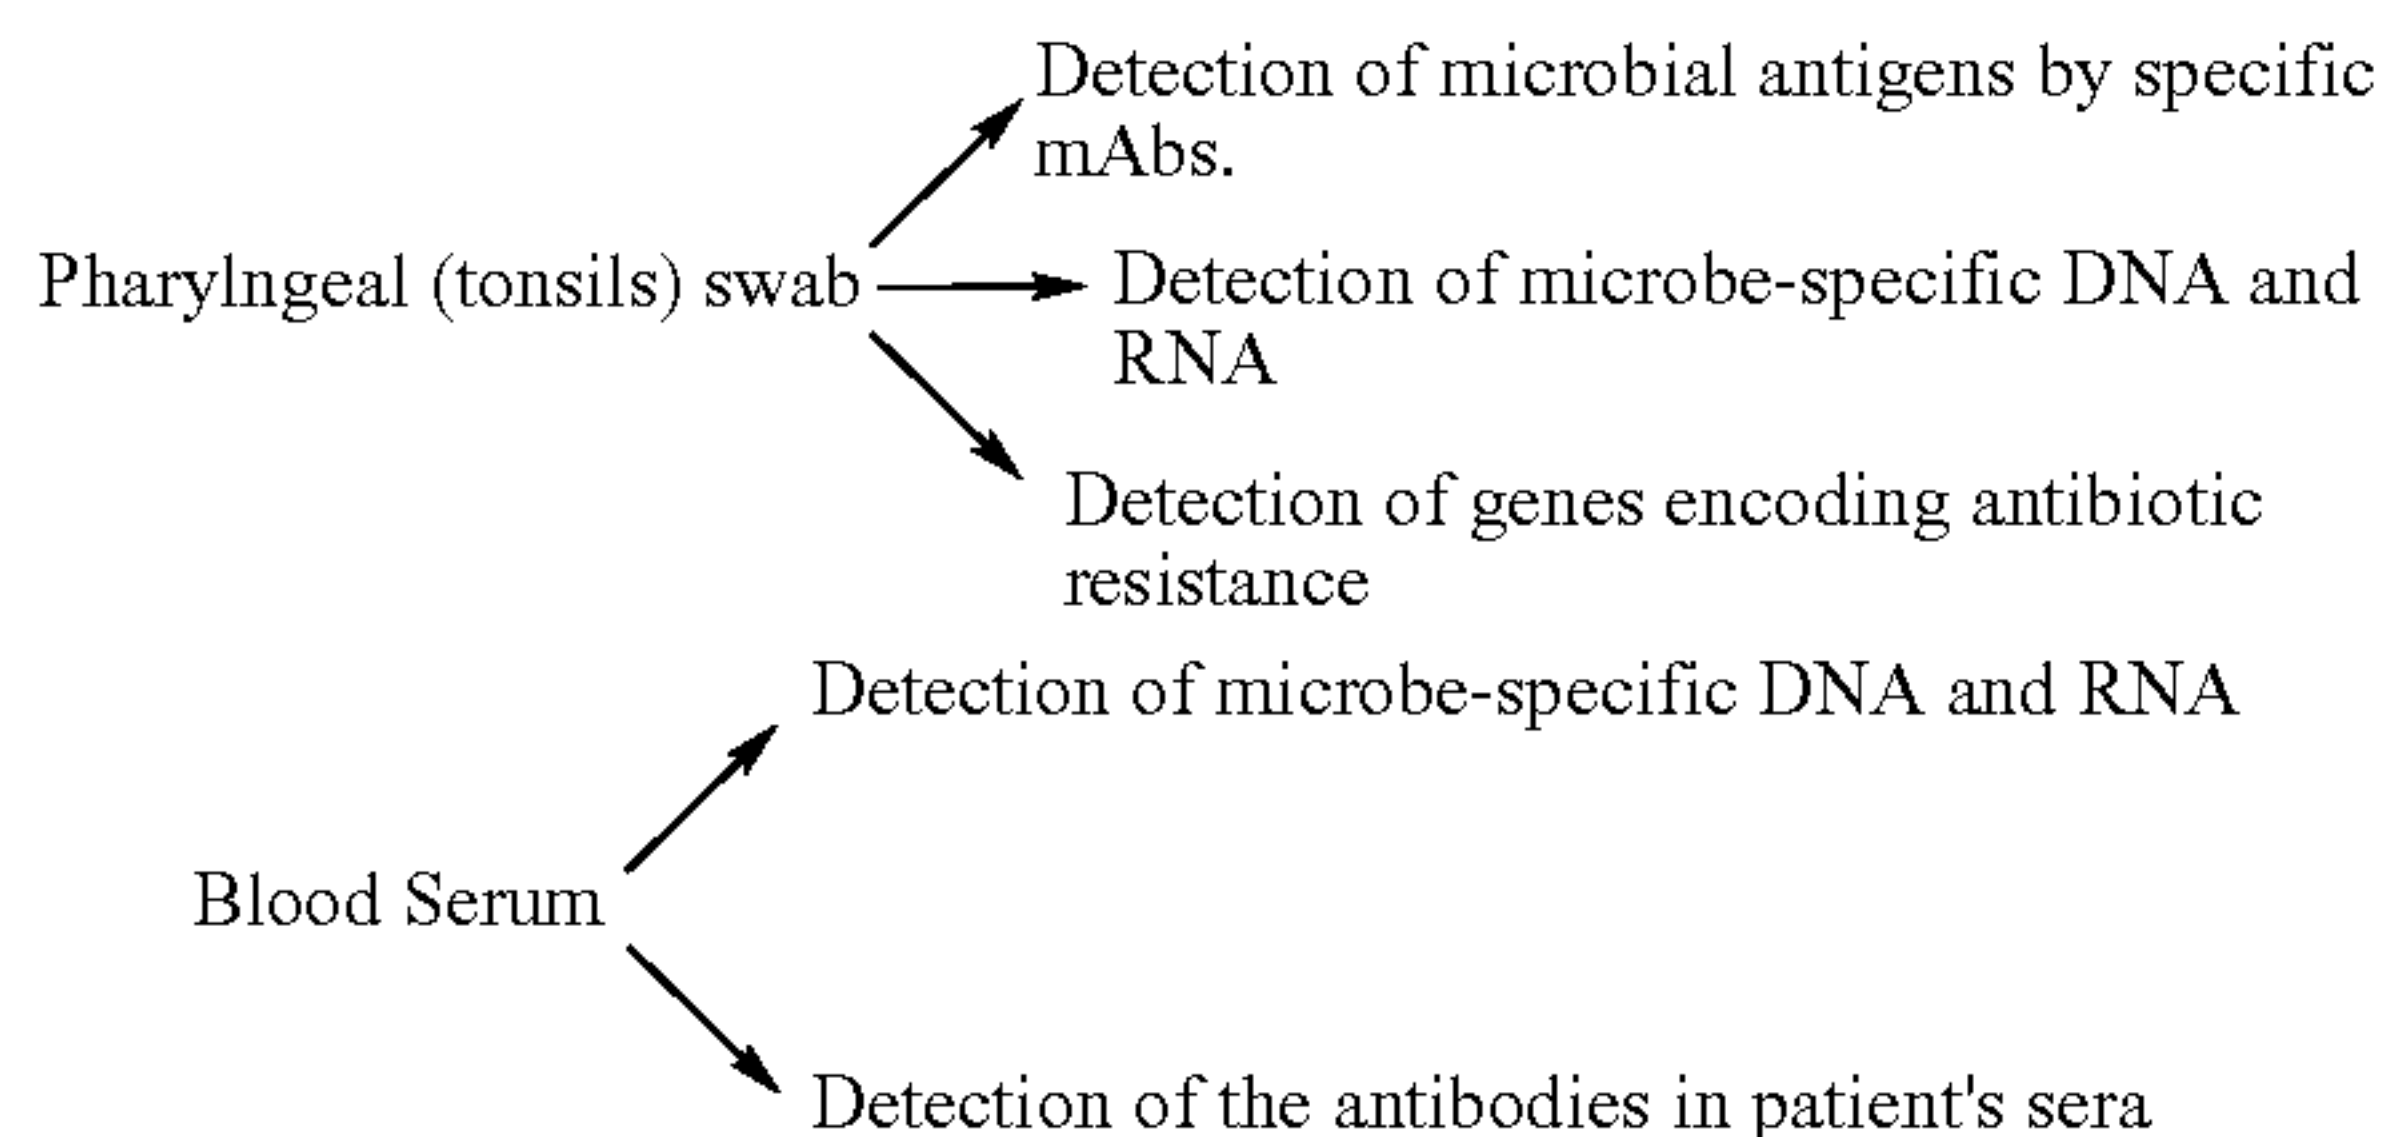 Detection of microbial antigens by specific
mAbs.
Pharylngeal (tonsils) swab
Detection of microbe-specific DNA and
RNA
Detection of genes encoding antibiotic
resistance
Detection of microbe-specific DNA and RNA
Blood Serum
Detection of the antibodies in patient's sera